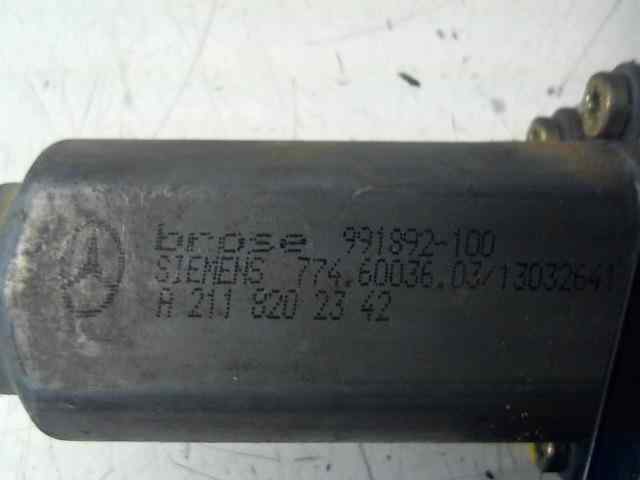 brose 991892-100
SIEMENS 774.60036.03/13032641
A 211 820 23 42